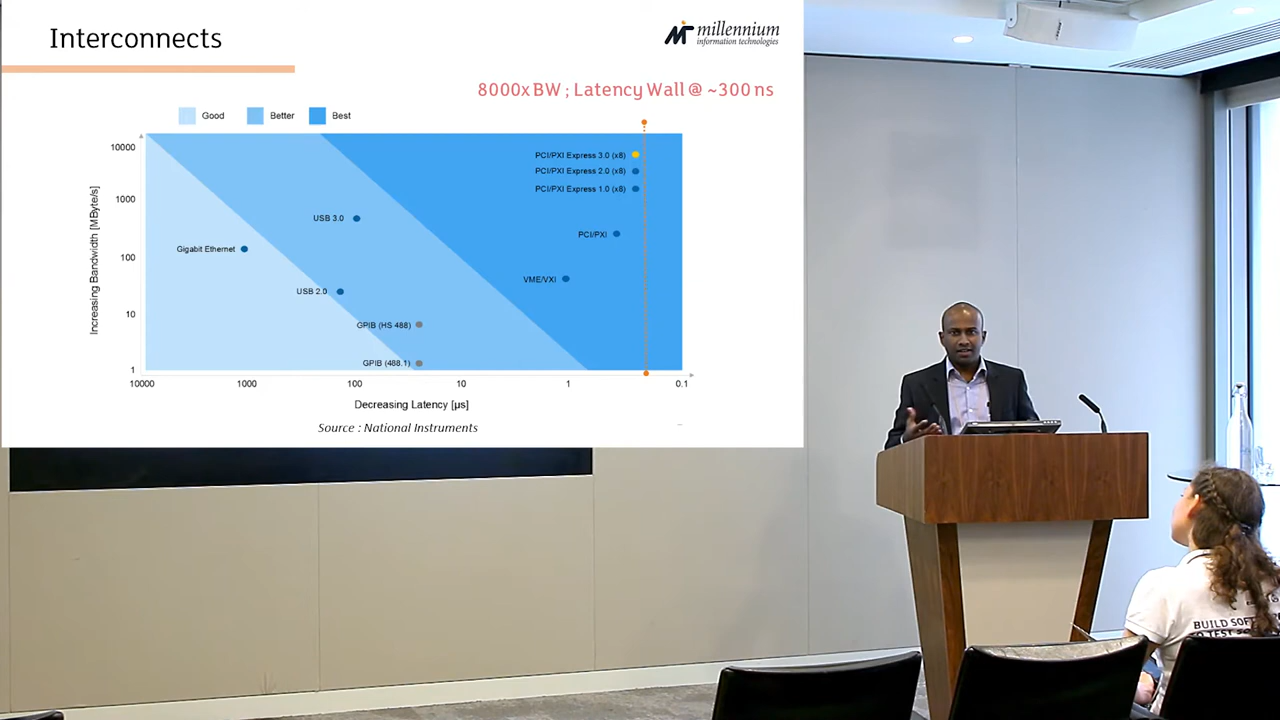 Interconnects
millennium
information technologies
8000x BW ; Latency Wall @ ~300 ns
Good
Better
Best
Increasing Bandwidth [MByte/s]
10000
1000
100
10
1
PCI/PXI Express 3.0 (x8)
PCI/PXI Express 2.0 (x8)
PCI/PXI Express 1.0 (x8)
USB 3.0
PCI/PXI
Gigabit Ethernet
VME/VXI
USB 2.0
GPIB (HS 488)
GPIB (488.1)
10000 1000 100 10 1 0.1
Decreasing Latency [µs]
Source : National Instruments
BUILD SOFT
TO TEST